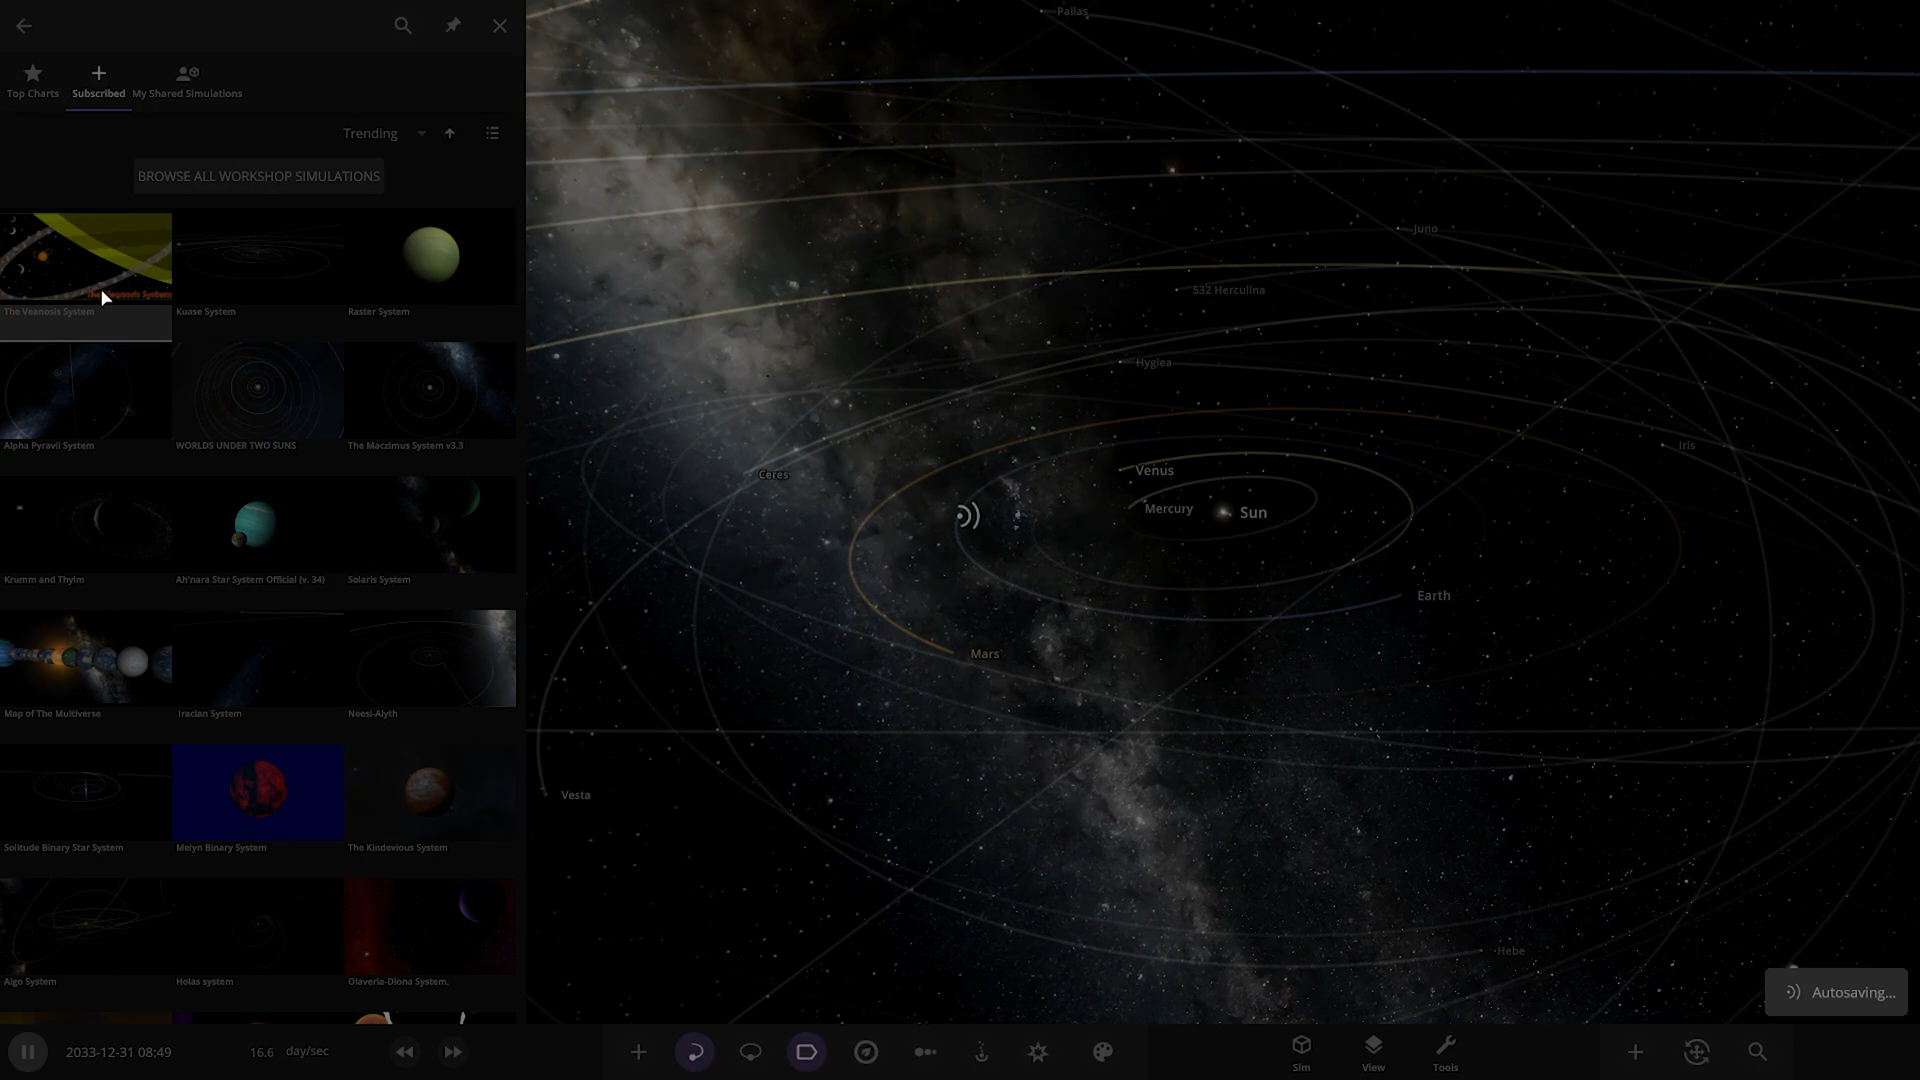 Top Charts
Subscribed
My Shared Simulations
Trending
BROWSE ALL WORKSHOP SIMULATIONS
The Veanosis System
Kuase System
Raster System
Alpha Pyravil System
WORLDS UNDER TWO SUNS
The Maczimus System v3.3
Krumm and Thylm
Ah'nara Star System Official (v. 34)
Solaris System
Map of The Multiverse
Iracian System
Neesi-Alyth
Solitude Binary Star System
Melyn Binary System
The Kindevious System
Algo System
Holas system
Olaveria-Diona System.
Pallas
Juno
532 Herculina
Hygiea
Iris
Ceres
Venus
Mercury
Sun
Earth
Mars
Vesta
Hebe
Autosaving...
2033-12-31 08:49
16.6 day/sec
Sim
View
Tools